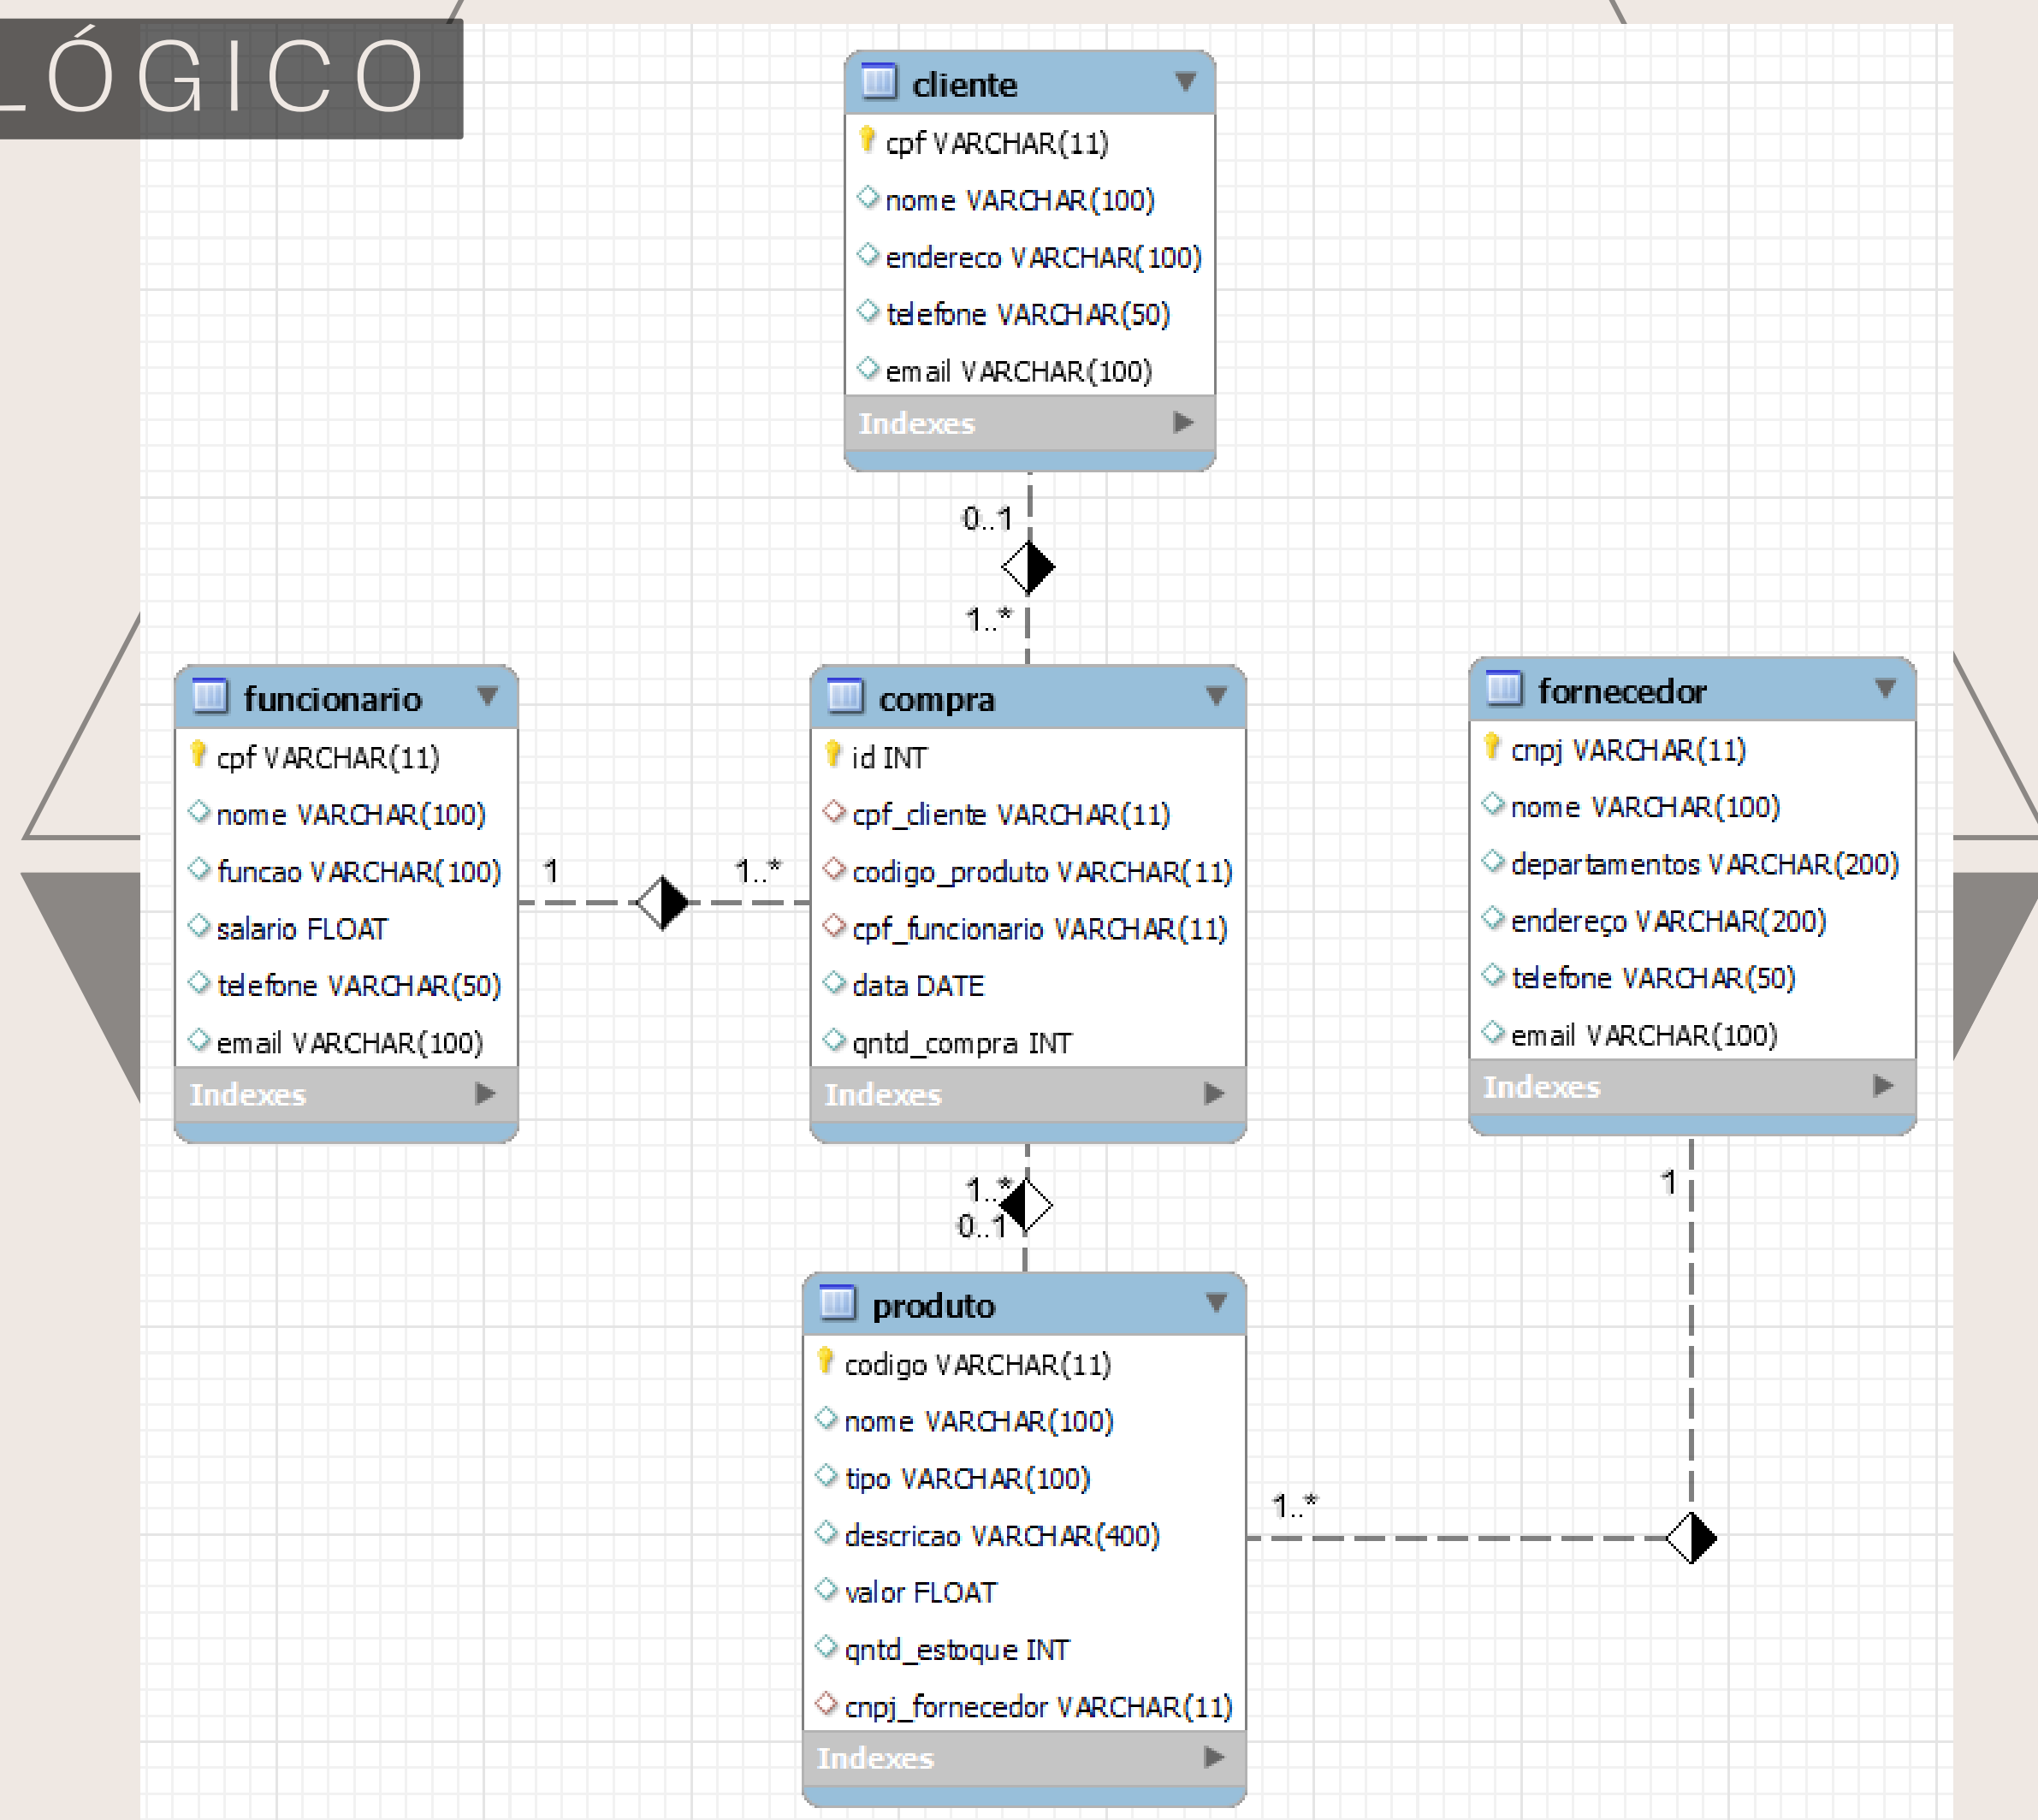 LÓGICO
cliente
cpf VARCHAR(11)
nome VARCHAR(100)
endereco VARCHAR(100)
telefone VARCHAR(50)
email VARCHAR(100)
Indexes
0..1
1..*
funcionario
cpf VARCHAR(11)
nome VARCHAR(100)
funcao VARCHAR(100)
salario FLOAT
telefone VARCHAR(50)
email VARCHAR(100)
Indexes
1
1..*
compra
id INT
cpf_cliente VARCHAR(11)
codigo_produto VARCHAR(11)
cpf_funcionario VARCHAR(11)
data DATE
qntd_compra INT
Indexes
fornecedor
cnpj VARCHAR(11)
nome VARCHAR(100)
departamentos VARCHAR(200)
endereço VARCHAR(200)
telefone VARCHAR(50)
email VARCHAR(100)
Indexes
1..*
0..1
1
produto
codigo VARCHAR(11)
nome VARCHAR(100)
tipo VARCHAR(100)
descricao VARCHAR(400)
valor FLOAT
qntd_estoque INT
cnpj_fornecedor VARCHAR(11)
Indexes
1..*